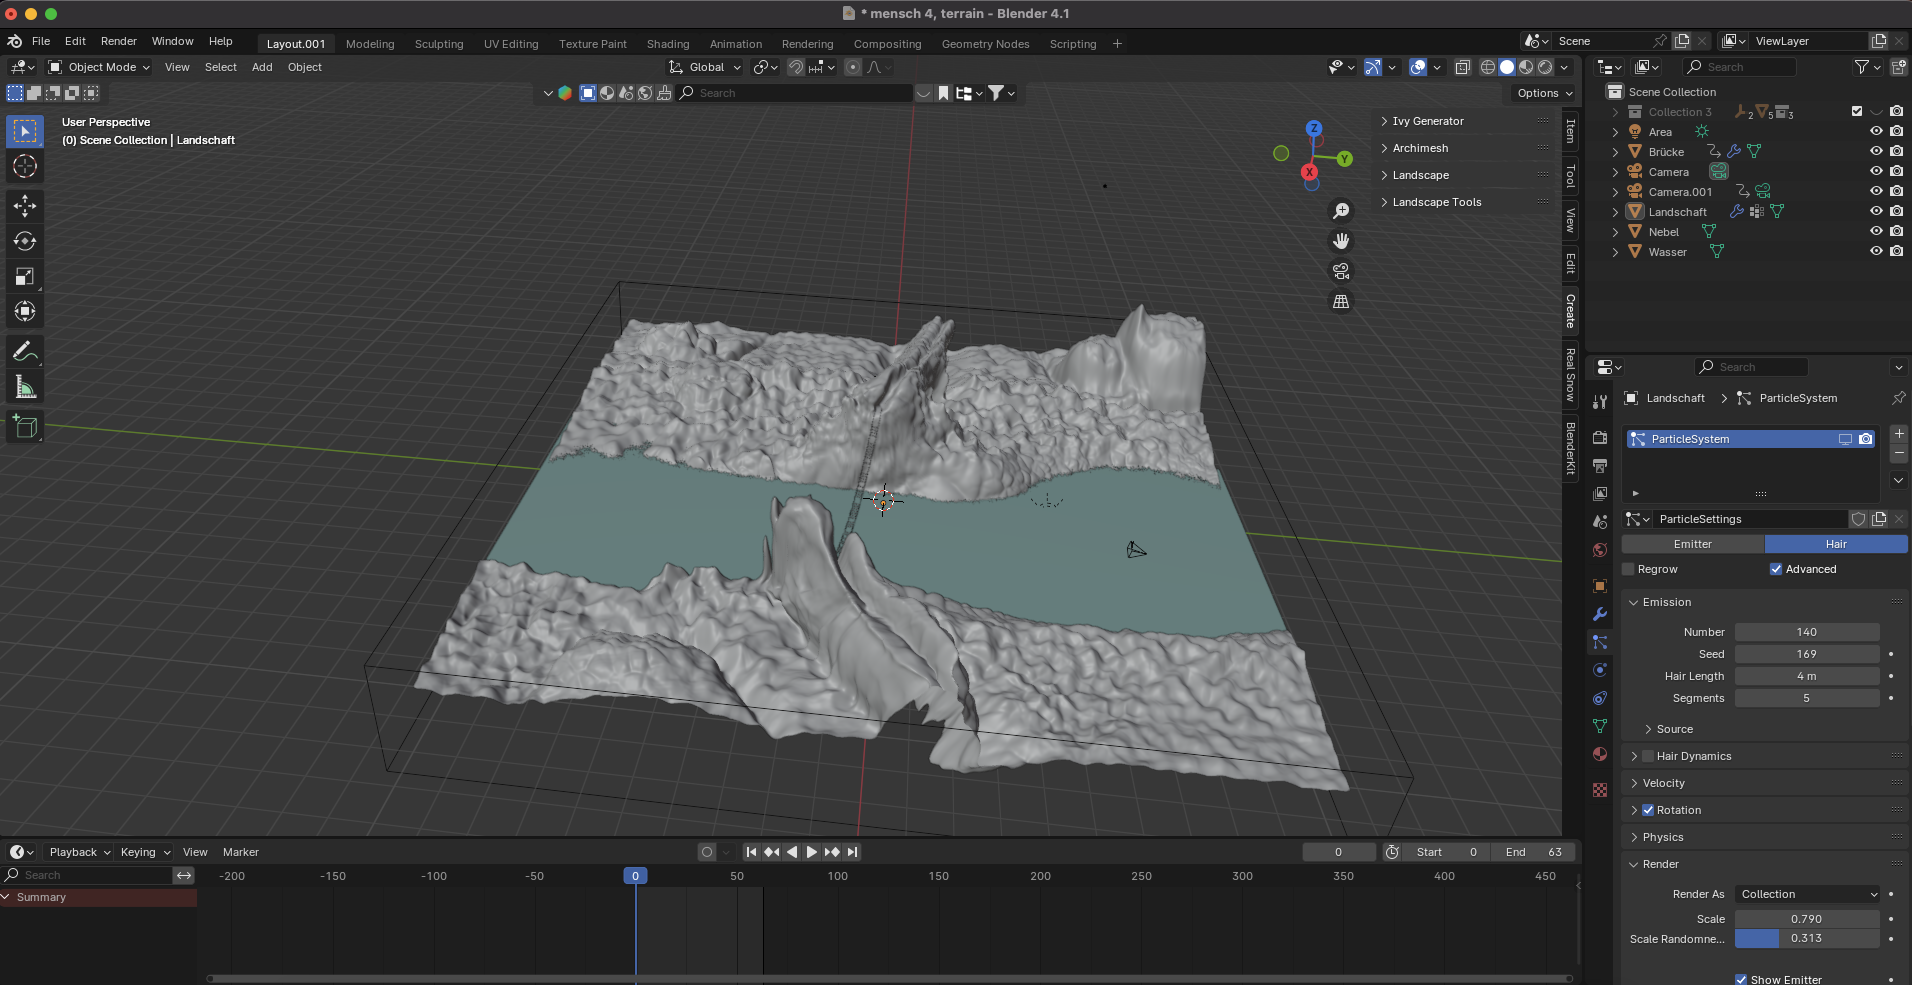 * mensch 4, terrain - Blender 4.1
File Edit Render Window Help
Layout.001 Modeling Sculpting UV Editing Texture Paint Shading Animation Rendering Compositing Geometry Nodes Scripting +
Scene
ViewLayer
Object Mode View Select Add Object
Global
Search
Search
Options
User Perspective
(0) Scene Collection | Landschaft
Z
Y
X
Ivy Generator
Archimesh
Landscape
Landscape Tools
Item
Tool
View
Edit
Create
Real Snow
BlenderKit
Scene Collection
Collection 3 2 5 3
Area
Brücke
Camera
Camera.001
Landschaft
Nebel
Wasser
Search
Landschaft > ParticleSystem
ParticleSystem
ParticleSettings
Emitter Hair
Regrow Advanced
Emission
Number 140
Seed 169
Hair Length 4 m
Segments 5
Source
Hair Dynamics
Velocity
Rotation
Physics
Render
Render As Collection
Scale 0.790
Scale Randomne... 0.313
Show Emitter
Playback Keying View Marker
0
Start 0 End 63
Search
-200 -150 -100 -50 0 50 100 150 200 250 300 350 400 450
Summary